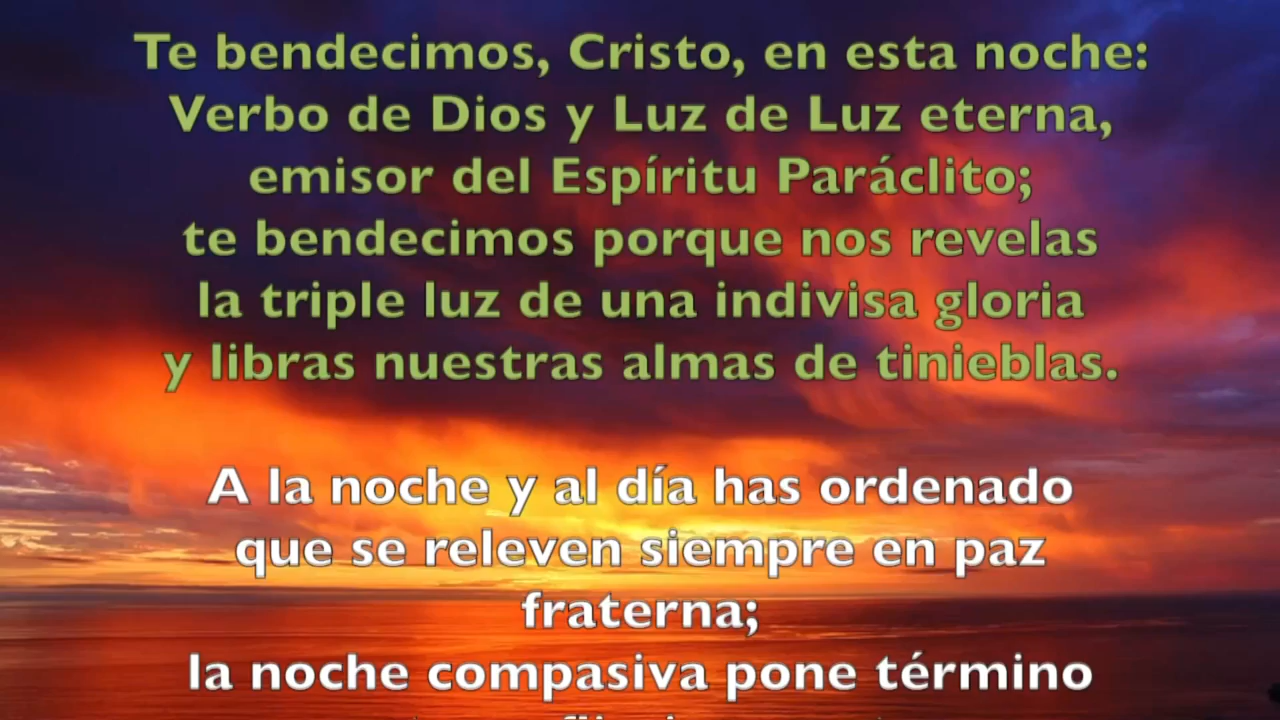 Te bendecimos, Cristo, en esta noche:
Verbo de Dios y Luz de Luz eterna,
emisor del Espíritu Paráclito;
te bendecimos porque nos revelas
la triple luz de una indivisa gloria
y libras nuestras almas de tinieblas.
A la noche y al día has ordenado
que se releven siempre en paz
fraterna;
la noche compasiva pone término